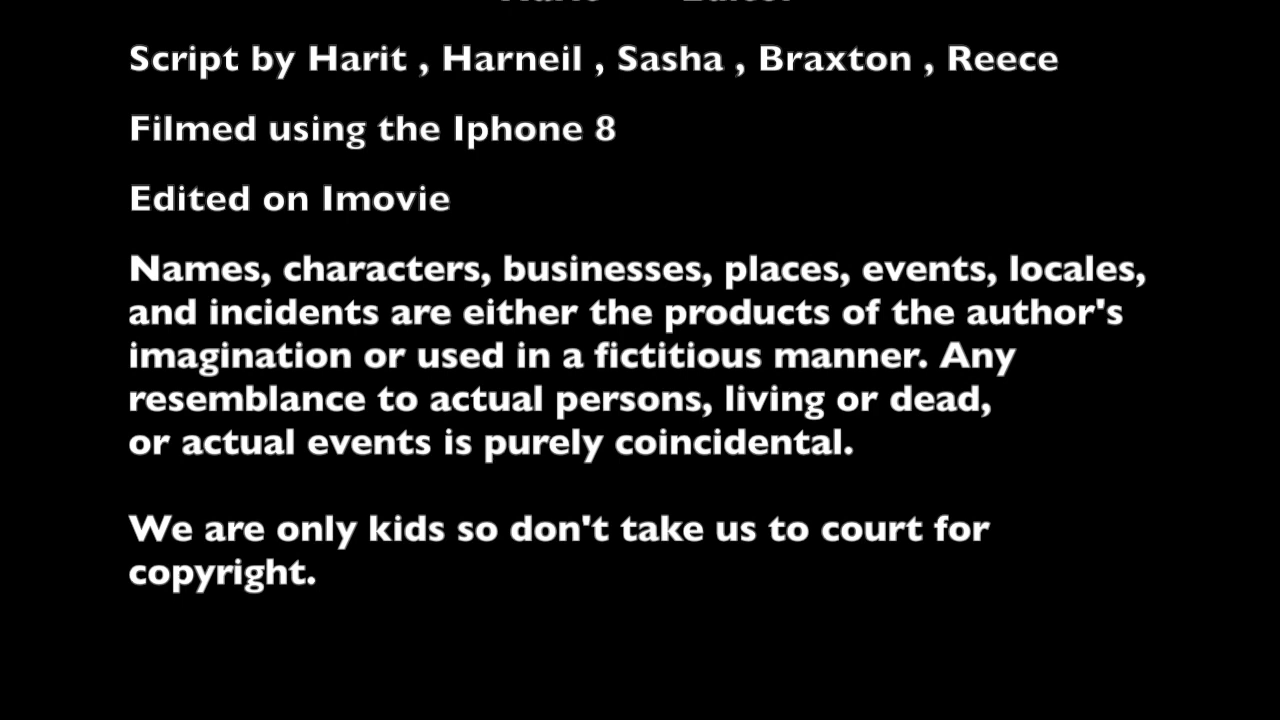 Script by Harit , Harneil , Sasha , Braxton , Reece
Filmed using the Iphone 8
Edited on Imovie
Names, characters, businesses, places, events, locales,
and incidents are either the products of the author's
imagination or used in a fictitious manner. Any
resemblance to actual persons, living or dead,
or actual events is purely coincidental.
We are only kids so don't take us to court for
copyright.